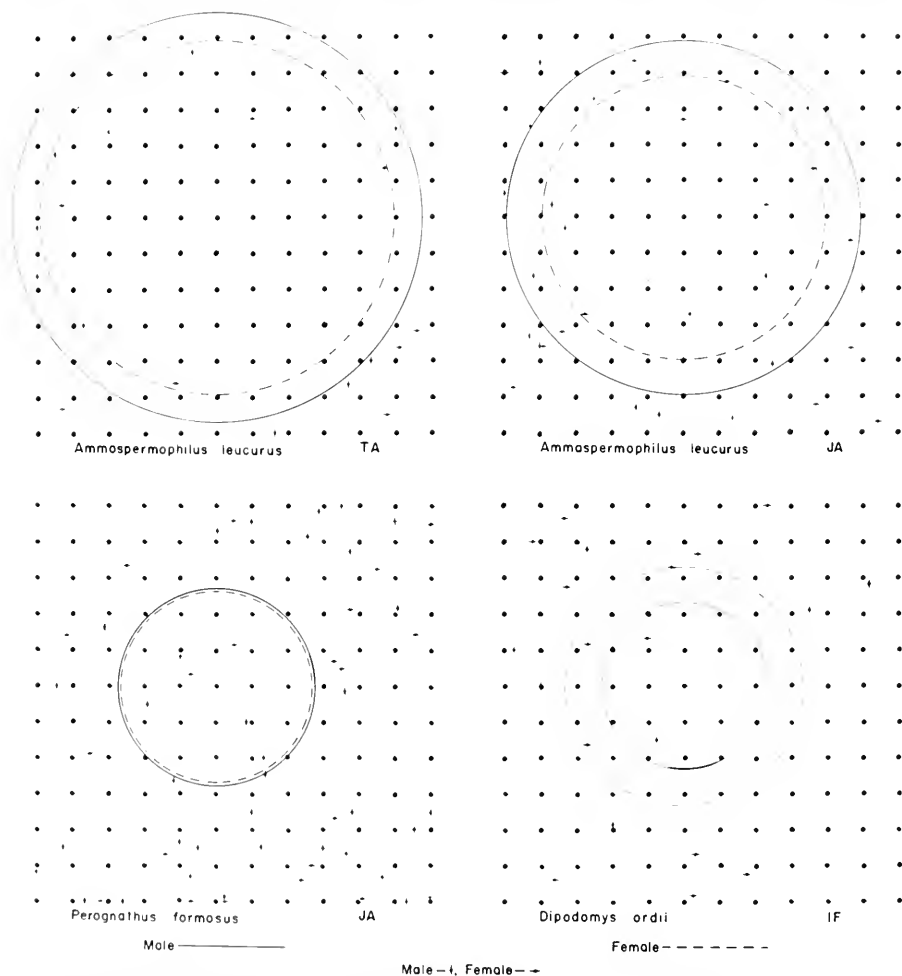 Ammospermophilus leucurus TA
Ammospermophilus leucurus JA
Perognathus formosus JA
Dipodomys ordii IF
Male
Female
Male, Female